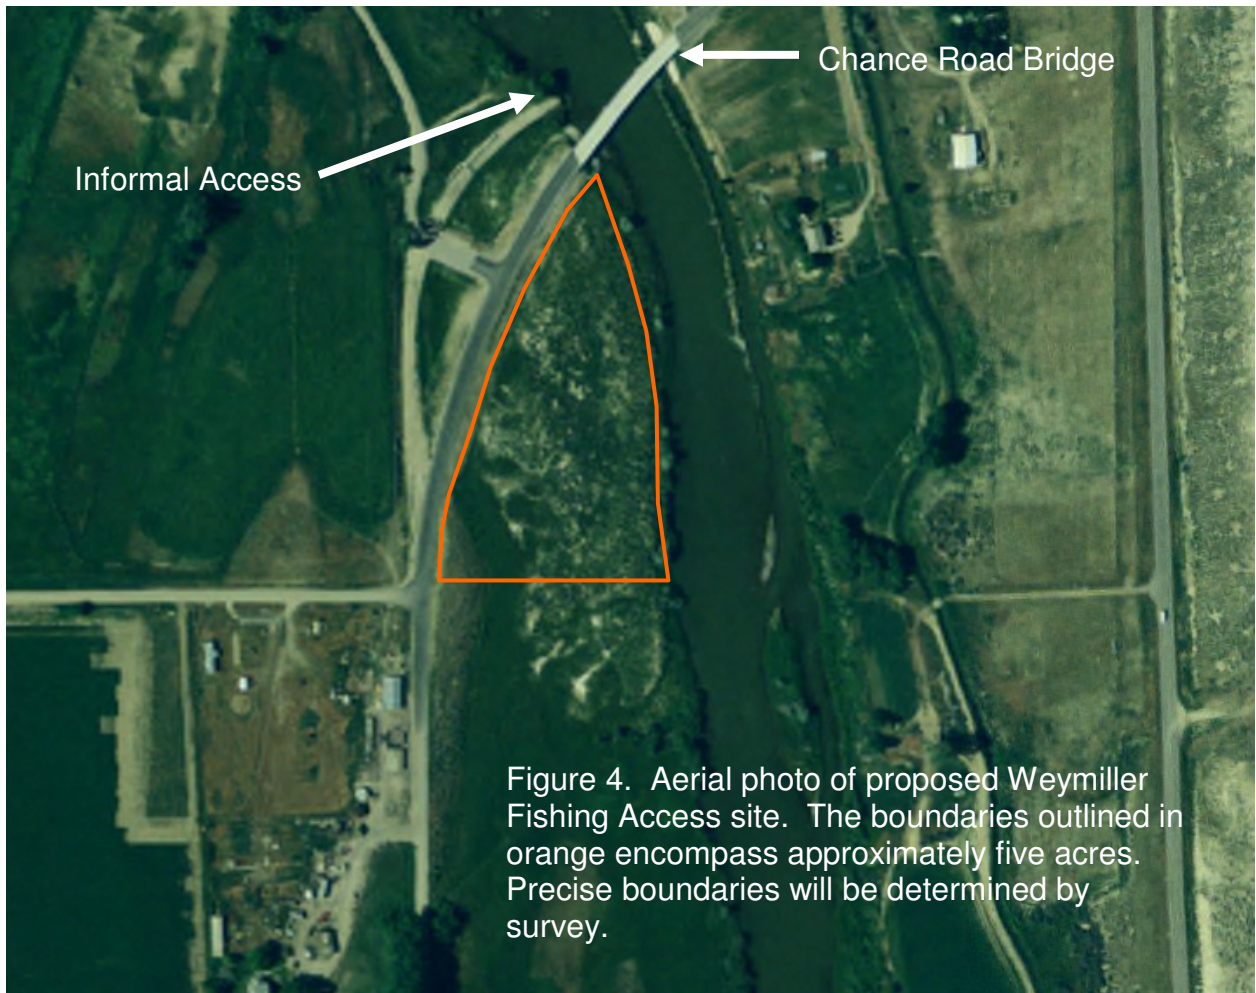 Chance Road Bridge
Informal Access
Figure 4.  Aerial photo of proposed Weymiller
Fishing Access site.  The boundaries outlined in
orange encompass approximately five acres.
Precise boundaries will be determined by
survey.